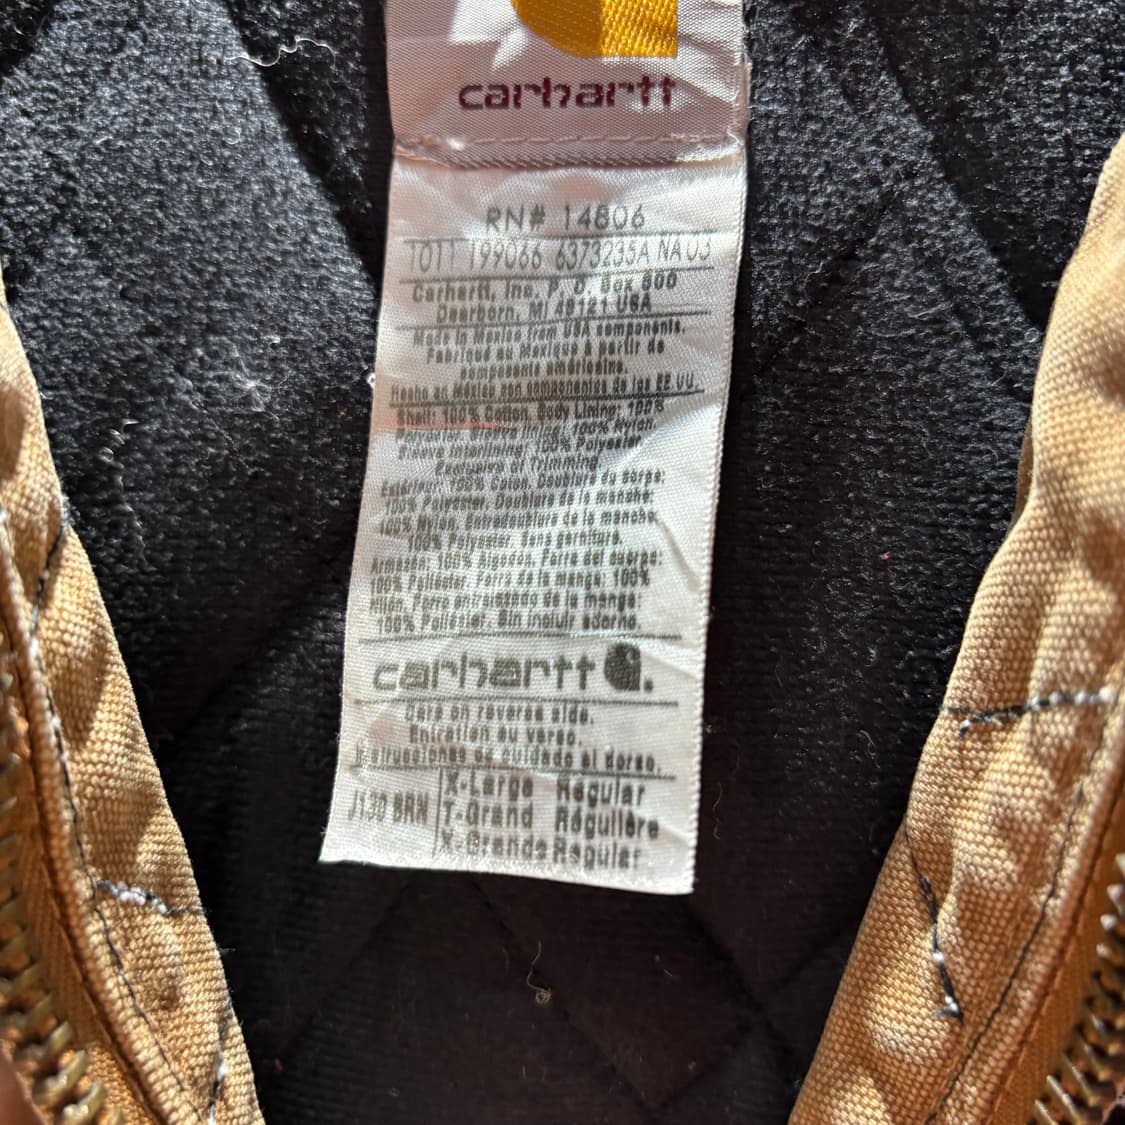 carhartt
RN# 14806
1011 199066 6373235A NA 03
Carhartt, Inc. P. O. Box 600
Dearborn, MI 48121 USA
Made in Mexico from USA components.
Fabriqué au Mexique à partir de
composants américains.
Hecho en México con componentes de los EE.UU.
Shell: 100% Cotton, Body Lining: 100%
100% Nylon,
Sleeve Interlining: 100% Polyester
Exclusive of Trimming
Extérieur: 100% Coton. Doublure du corps:
100% Polyester, Doublure de la manche:
100% Nylon, Entredoublure de la manche:
100% Polyester. Sans garniture.
Armazón: 100% Algodón. Forro del cuerpo:
100% Poliéster, Forro de la manga: 100%
Nilón, Forro de la manga:
100% Poliester. Sin incluir adorno.
carhartt
Care on reverse side.
Entretien au verso.
Instrucciones de cuidado al dorso.
J130 BRN
X-Large Regular
T-Grand Régulière
X-Grande Regular